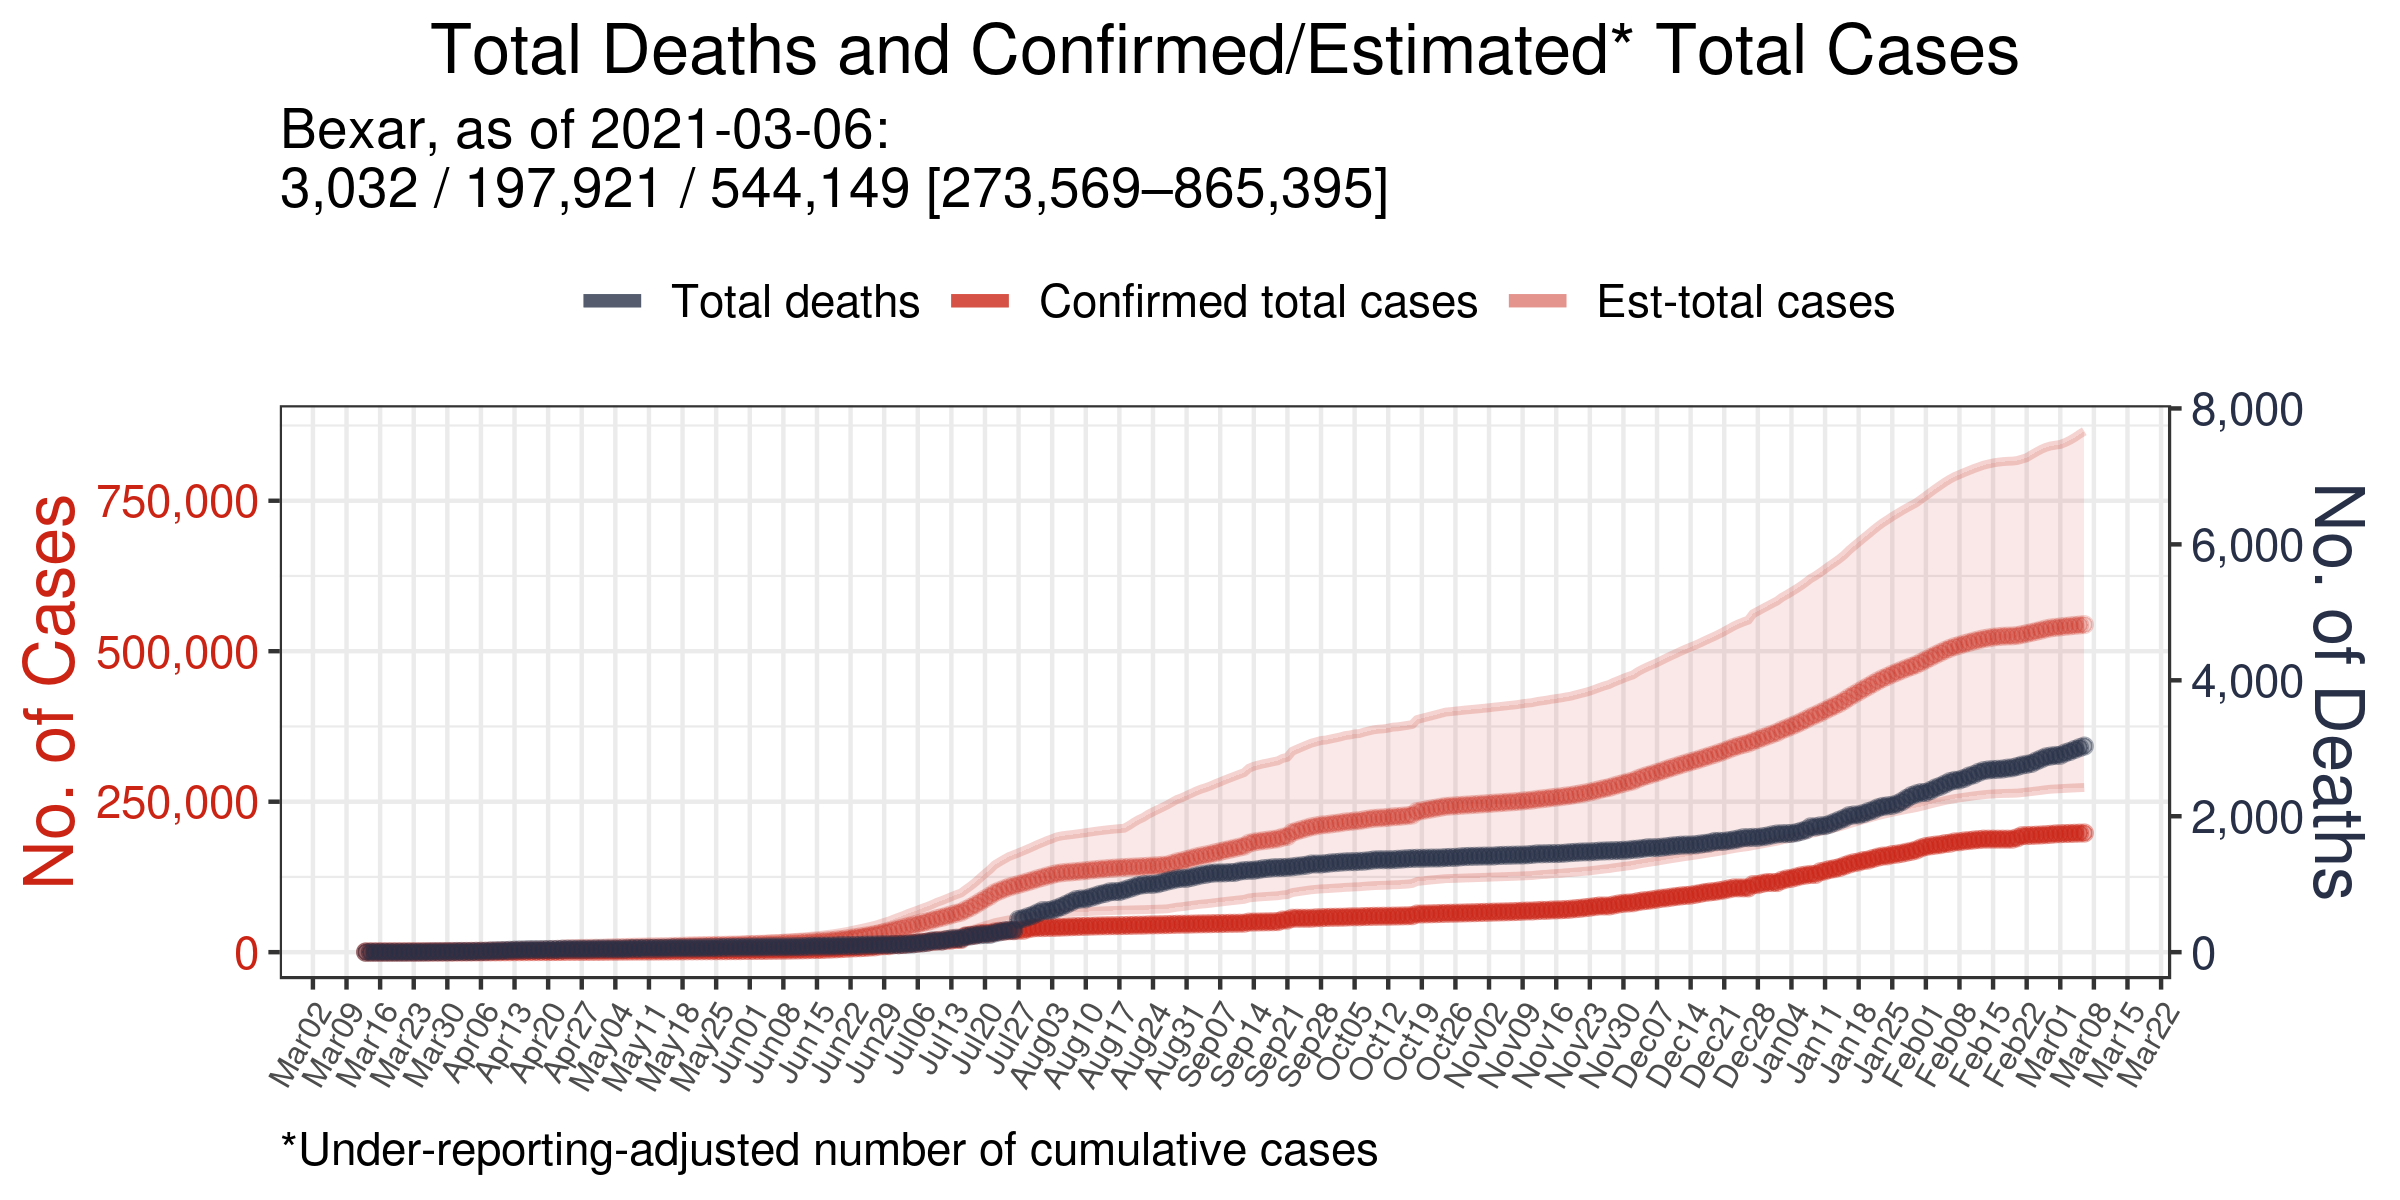 Total Deaths and Confirmed/Estimated* Total Cases
Bexar, as of 2021-03-06:
3,032 / 197,921 / 544,149 [273,569–865,395]
Total deaths
Confirmed total cases
Est-total cases
No. of Cases
750,000
500,000
250,000
0
8,000
6,000
4,000
2,000
0
No. of Deaths
Mar02
Mar09
Mar16
Mar23
Mar30
Apr06
Apr13
Apr20
Apr27
May04
May11
May18
May25
Jun01
Jun08
Jun15
Jun22
Jun29
Jul06
Jul13
Jul20
Jul27
Aug03
Aug10
Aug17
Aug24
Aug31
Sep07
Sep14
Sep21
Sep28
Oct05
Oct12
Oct19
Oct26
Nov02
Nov09
Nov16
Nov23
Nov30
Dec07
Dec14
Dec21
Dec28
Jan04
Jan11
Jan18
Jan25
Feb01
Feb08
Feb15
Feb22
Mar01
Mar08
Mar15
Mar22
*Under-reporting-adjusted number of cumulative cases